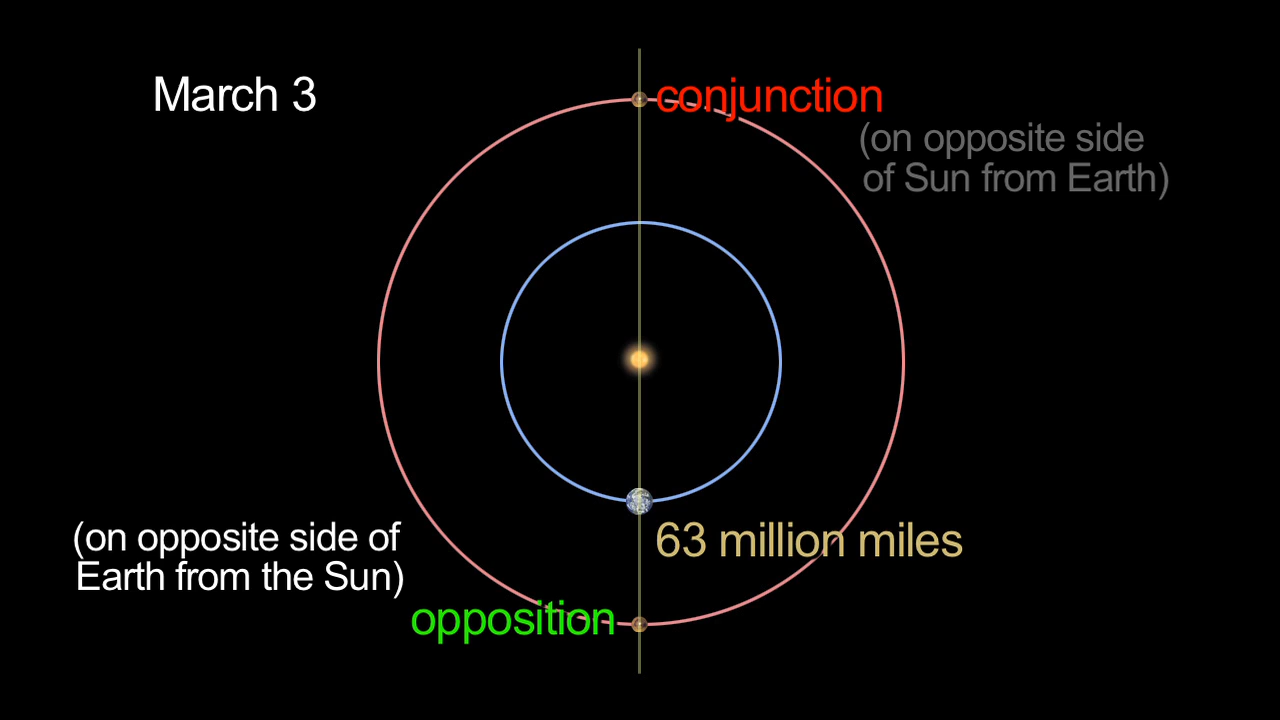 March 3
conjunction
(on opposite side
of Sun from Earth)
(on opposite side of
Earth from the Sun)
63 million miles
opposition